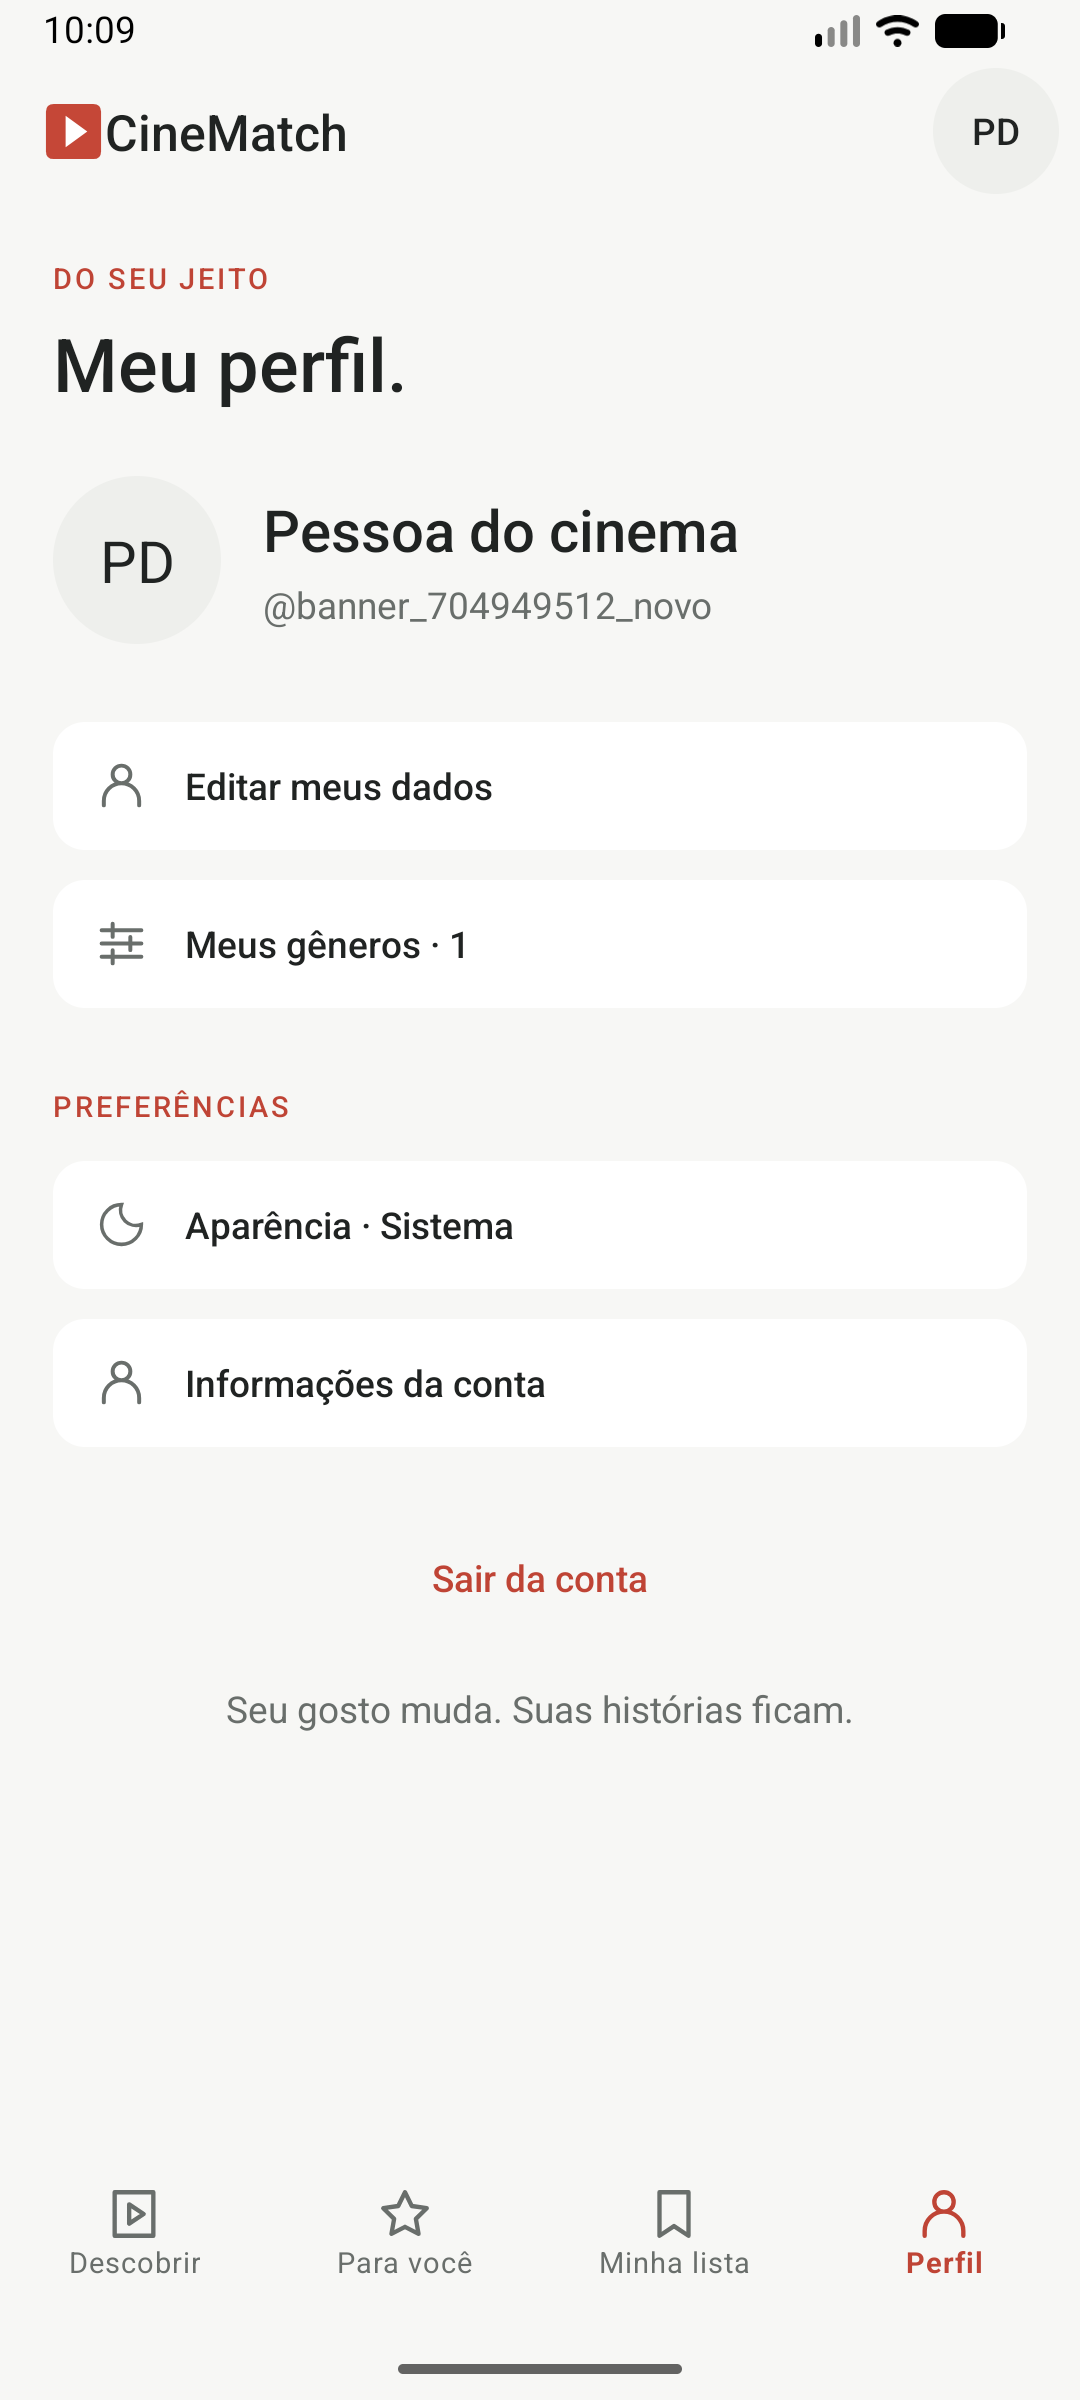 10:09
CineMatch
PD
DO SEU JEITO
Meu perfil.
PD
Pessoa do cinema
@banner_704949512_novo
Editar meus dados
Meus gêneros · 1
PREFERÊNCIAS
Aparência · Sistema
Informações da conta
Sair da conta
Seu gosto muda. Suas histórias ficam.
Descobrir
Para você
Minha lista
Perfil